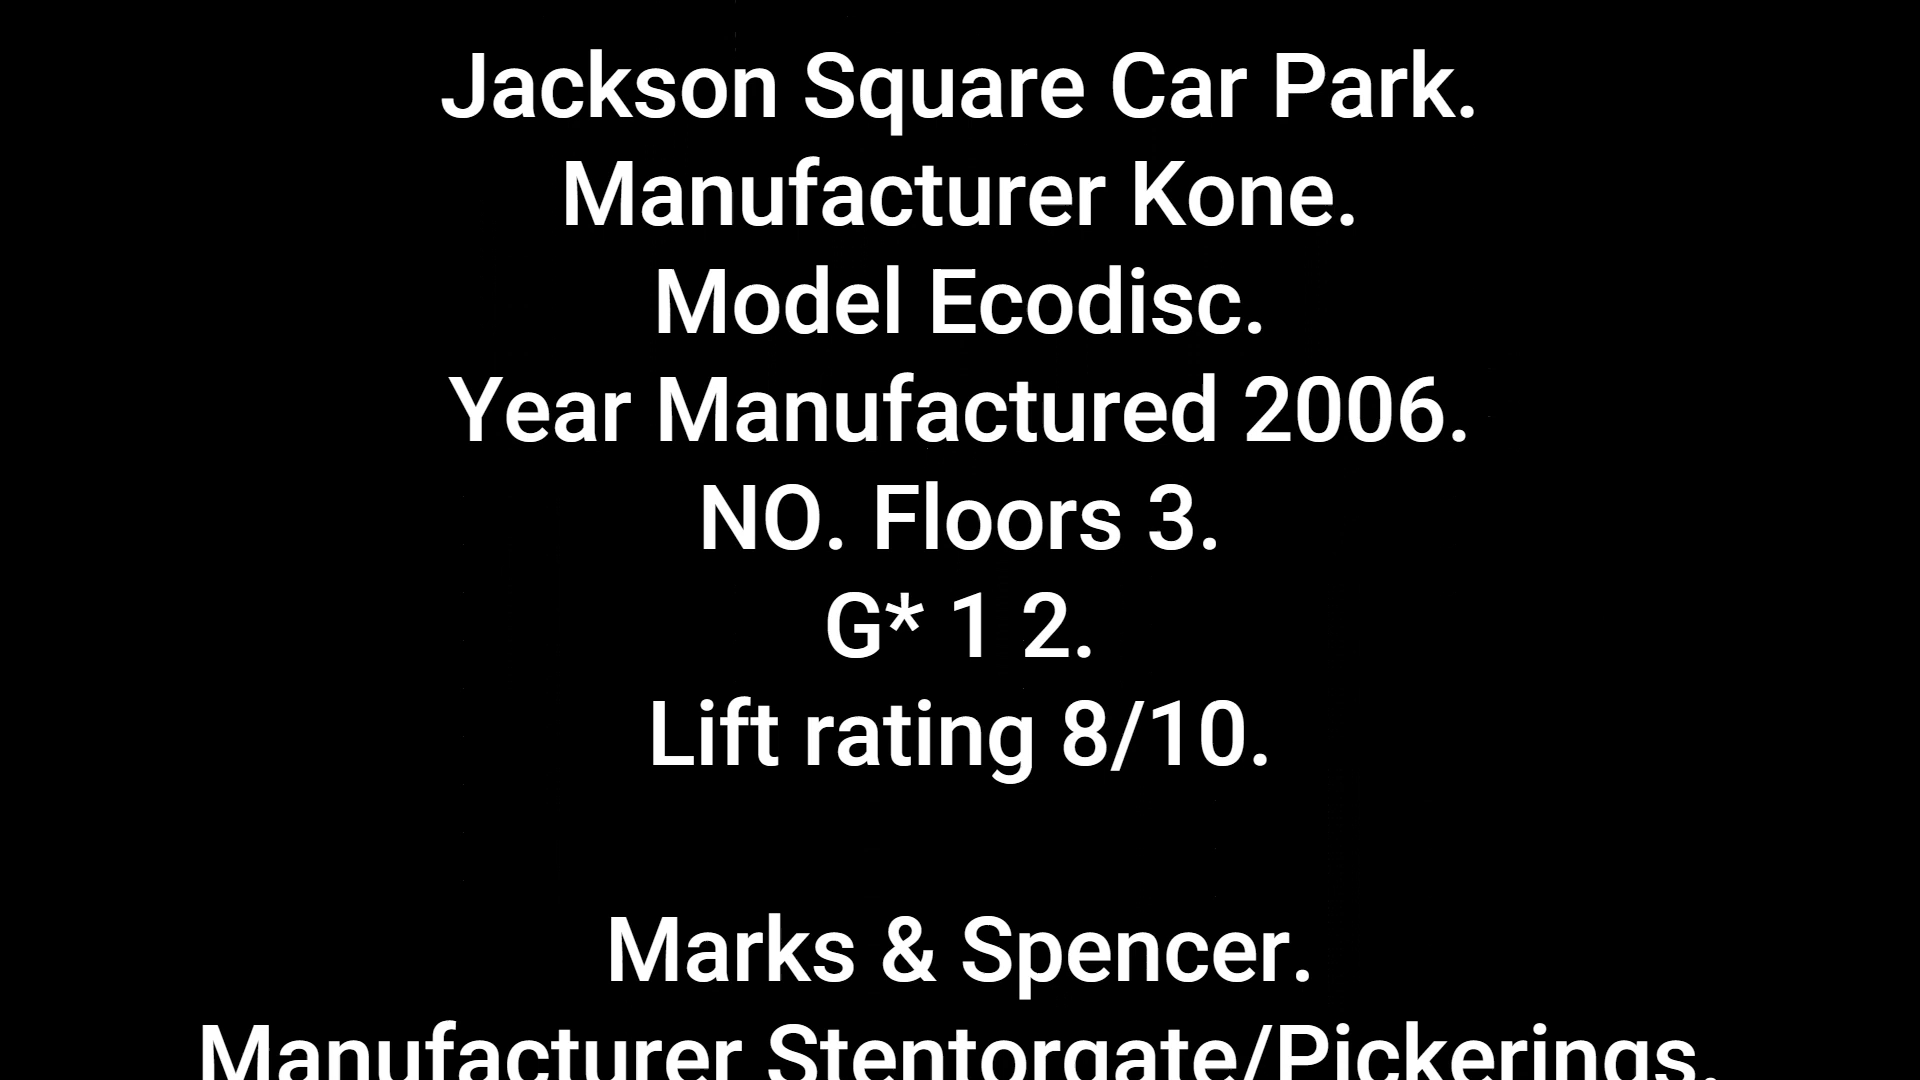 Jackson Square Car Park.
Manufacturer Kone.
Model Ecodisc.
Year Manufactured 2006.
NO. Floors 3.
G* 1 2.
Lift rating 8/10.
Marks & Spencer.
Manufacturer Stentorgate/Pickerings.